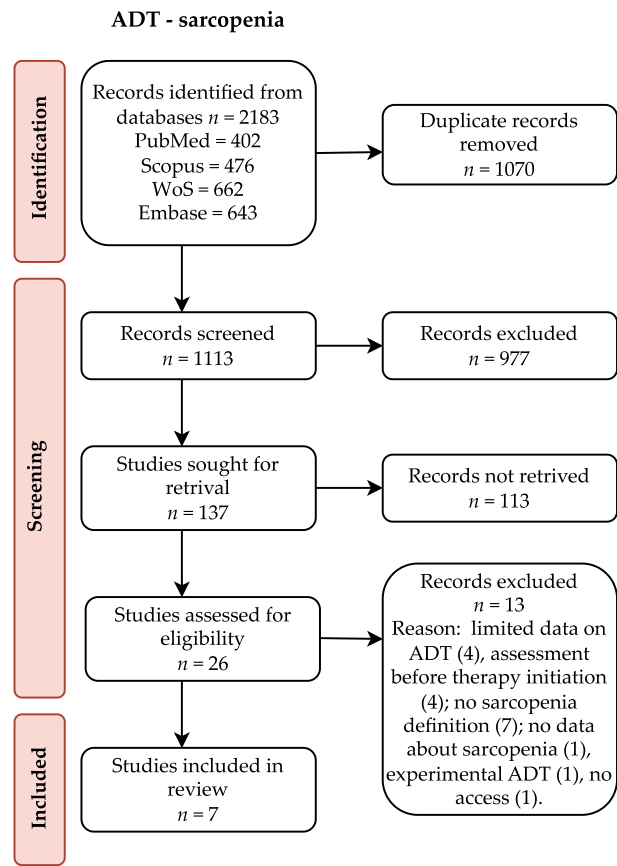 ADT - sarcopenia
Identification
Records identified from
databases n = 2183
PubMed = 402
Scopus = 476
WoS = 662
Embase = 643
Duplicate records
removed
n = 1070
Screening
Records screened
n = 1113
Records excluded
n = 977
Studies sought for
retrival
n = 137
Records not retrived
n = 113
Studies assessed for
eligibility
n = 26
Records excluded
n = 13
Reason: limited data on
ADT (4), assessment
before therapy initiation
(4); no sarcopenia
definition (7); no data
about sarcopenia (1),
experimental ADT (1), no
access (1).
Included
Studies included in
review
n = 7